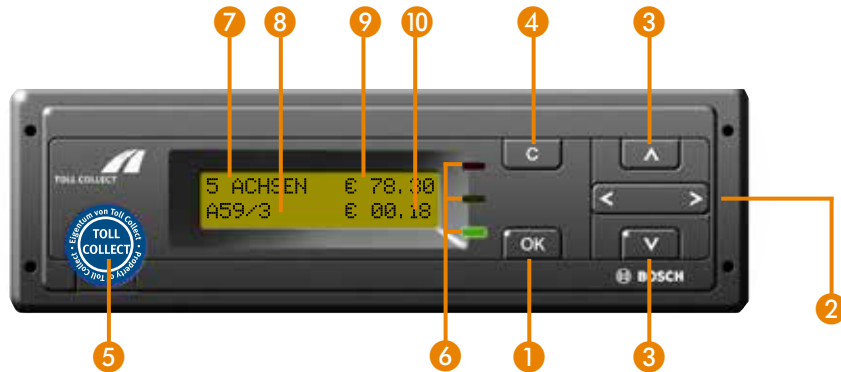 7 8 9 10 4 3
C ^
TOLL COLLECT
5 ACHSEN € 78.30
A59/3 € 00.18
< >
Eigentum von Toll Collect • Property of Toll Collect •
TOLL
COLLECT
OK v
BOSCH
2
5 6 1 3